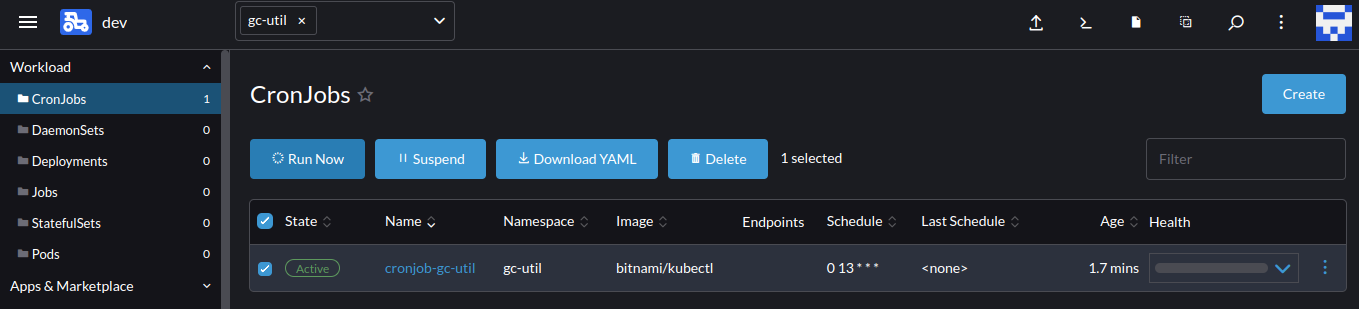 dev
gc-util ×
Workload
CronJobs 1
DaemonSets 0
Deployments 0
Jobs 0
StatefulSets 0
Pods 0
Apps & Marketplace
CronJobs
Create
Run Now
Suspend
Download YAML
Delete
1 selected
Filter
State Name Namespace Image Endpoints Schedule Last Schedule Age Health
Active cronjob-gc-util gc-util bitnami/kubectl 0 13 * * * <none> 1.7 mins